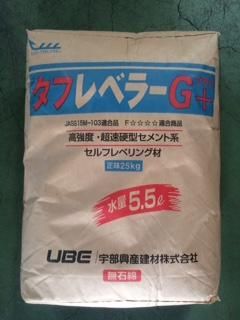 タフレベラーG+
JASS15M-103適合品 F☆☆☆☆適合商品
高強度・超速硬型セメント系
セルフレベリング材
正味25kg
水量5.5ℓ
UBE 宇部興産建材株式会社
無石綿